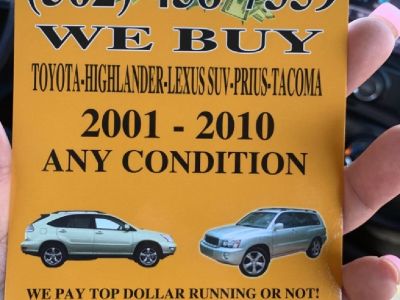 WE BUY
TOYOTA-HIGHLANDER-LEXUS SUV-PRIUS-TACOMA
2001 - 2010
ANY CONDITION
WE PAY TOP DOLLAR RUNNING OR NOT!